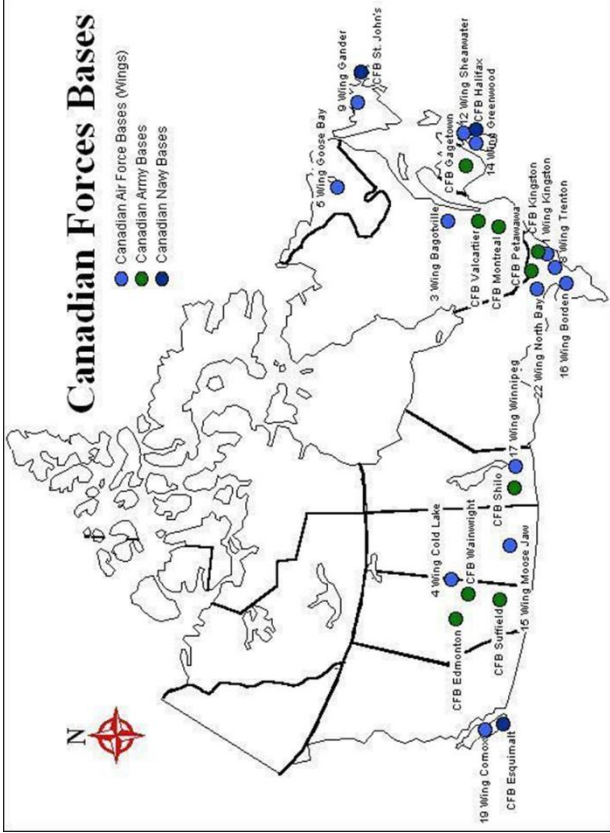 Canadian Forces Bases
Canadian Air Force Bases (Wings)
Canadian Army Bases
Canadian Navy Bases
N
9 Wing Gander
CFB St. John's
5 Wing Goose Bay
3 Wing Bagotville
CFB Valcartier
CFB Montreal
CFB Petawawa
CFB Gagetown
12 Wing Shearwater
CFB Halifax
14 Wing Greenwood
CFB Kingston
1 Wing Kingston
8 Wing Trenton
22 Wing North Bay
16 Wing Borden
17 Wing Winnipeg
CFB Shilo
4 Wing Cold Lake
CFB Wainwright
CFB Edmonton
CFB Suffield
15 Wing Moose Jaw
19 Wing Comox
CFB Esquimalt